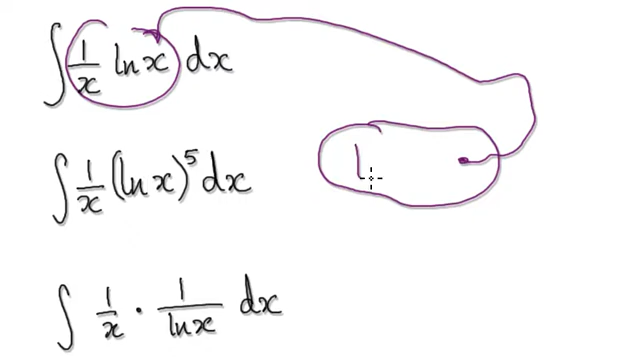 ∫ 1/x ln x dx
∫ 1/x (ln x)⁵ dx
∫ 1/x · 1/ln x dx